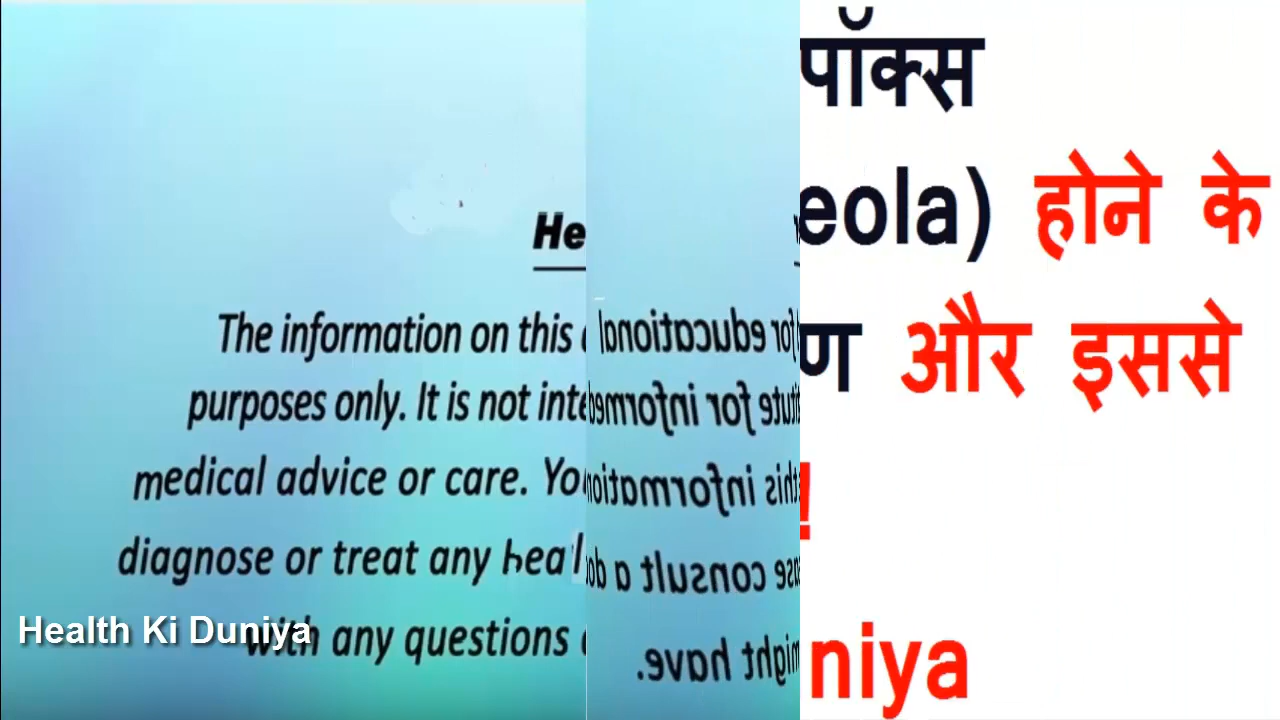 He
The information on this
purposes only. It is not inte
medical advice or care. Yo
diagnose or treat any heal
with any questions
Health Ki Duniya
for educational
tute for informed
this information
ase consult a do
might have.
पॉक्स
eola) होने के
ण और इससे
!
niya